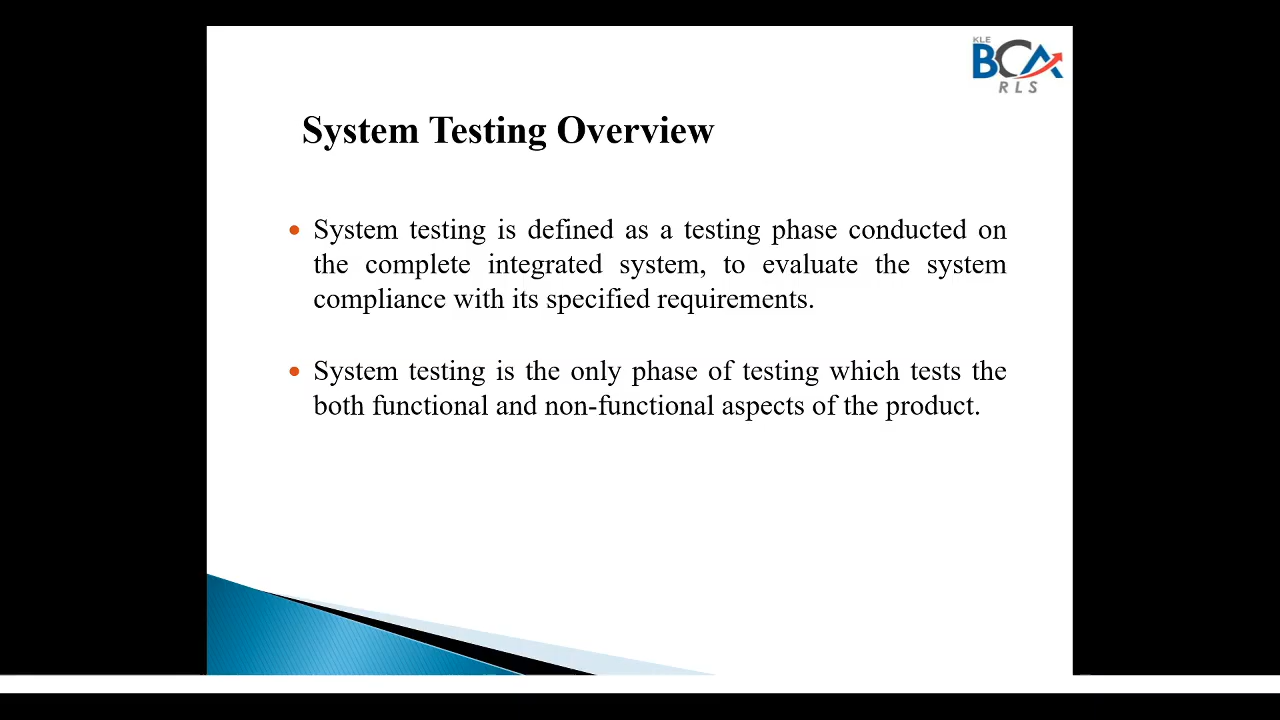 KLE
BCA
RLS
System Testing Overview
System testing is defined as a testing phase conducted on
the complete integrated system, to evaluate the system
compliance with its specified requirements.
System testing is the only phase of testing which tests the
both functional and non-functional aspects of the product.